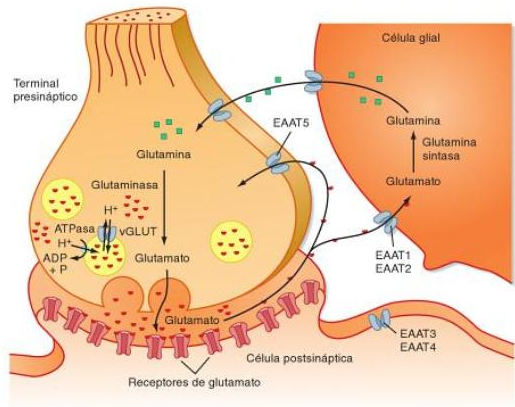 Célula glial
Terminal
presináptico
Glutamina
Glutamina
sintasa
Glutamato
EAAT5
Glutamina
Glutaminasa
H+
ATPasa
vGLUT
H+
ADP
+ P
Glutamato
EAAT1
EAAT2
Glutamato
EAAT3
EAAT4
Célula postsináptica
Receptores de glutamato